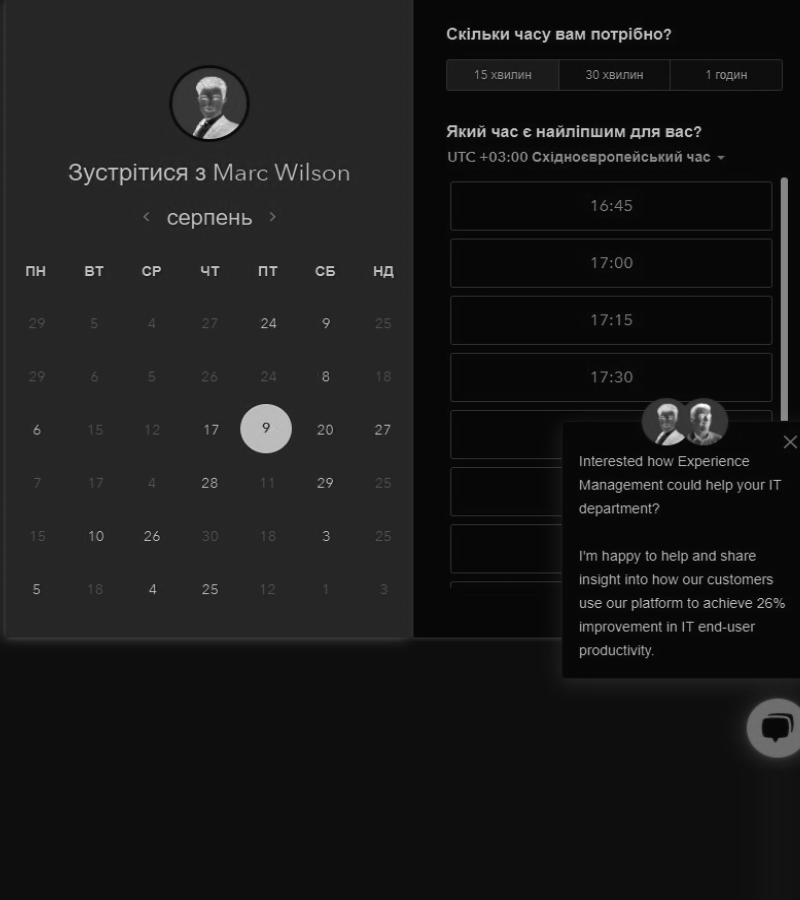 Зустрітися з Marc Wilson
серпень
ПН ВТ СР ЧТ ПТ СБ НД
29 5 4 27 24 9 25
29 6 5 26 24 8 18
6 15 12 17 9 20 27
7 17 4 28 11 29 25
15 10 26 30 18 3 25
5 18 4 25 12 1 3
Скільки часу вам потрібно?
15 хвилин 30 хвилин 1 годин
Який час є найліпшим для вас?
UTC +03:00 Східноєвропейський час
16:45
17:00
17:15
17:30
Interested how Experience
Management could help your IT
department?
I'm happy to help and share
insight into how our customers
use our platform to achieve 26%
improvement in IT end-user
productivity.